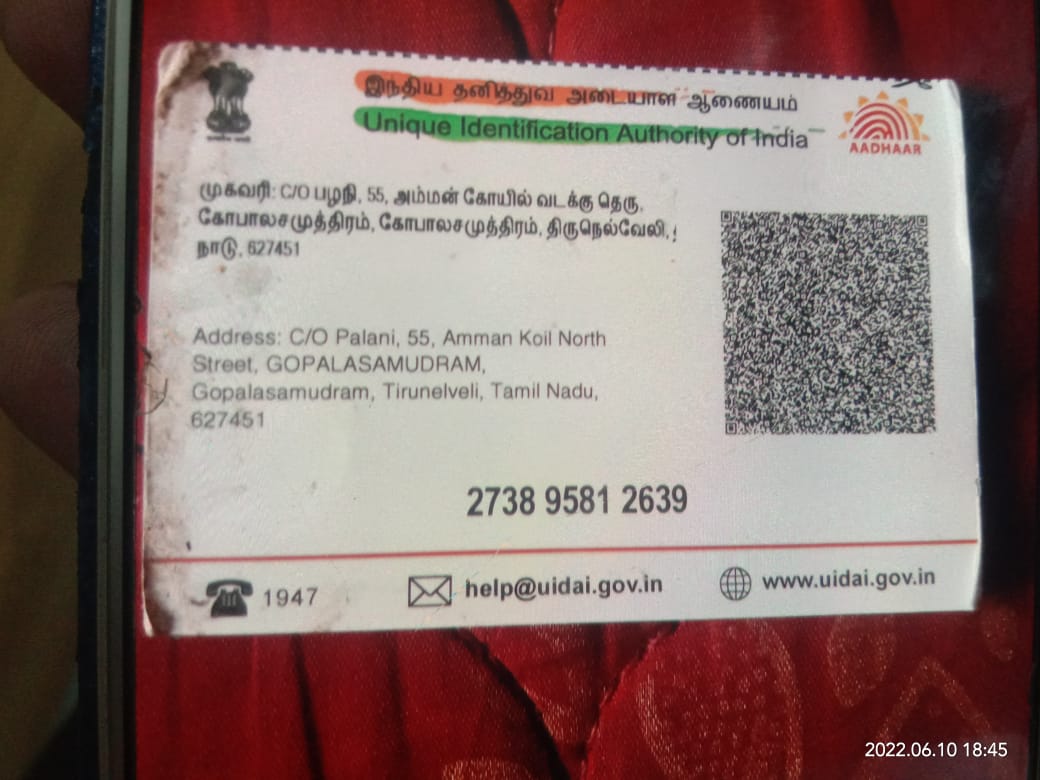 இந்திய தனித்துவ அடையாள ஆணையம்
Unique Identification Authority of India
AADHAAR
முகவரி: C/O பழநி, 55, அம்மன் கோயில் வடக்கு தெரு,
கோபாலசமுத்திரம், கோபாலசமுத்திரம், திருநெல்வேலி,
நாடு, 627451
Address: C/O Palani, 55, Amman Koil North
Street, GOPALASAMUDRAM,
Gopalasamudram, Tirunelveli, Tamil Nadu,
627451
2738 9581 2639
1947
help@uidai.gov.in
www.uidai.gov.in
2022.06.10 18:45